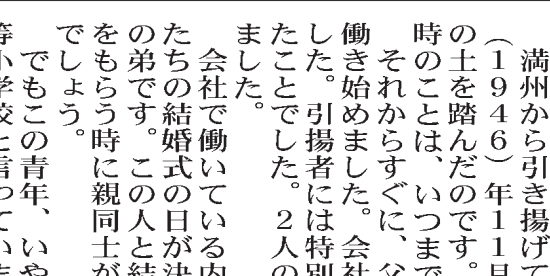 満州から引き揚げて
（１９４６）年１１月
の土を踏んだのです。
時のことは、いつまで
それからすぐに、父
働き始めました。会社
した。引揚者には特別
たことでした。２人の
ました。
会社で働いている内
たちの結婚式の日が決
の弟です。この人と結
をもらう時に親同士が
でしょう。
でもこの青年、いや
等小学校と言っていま